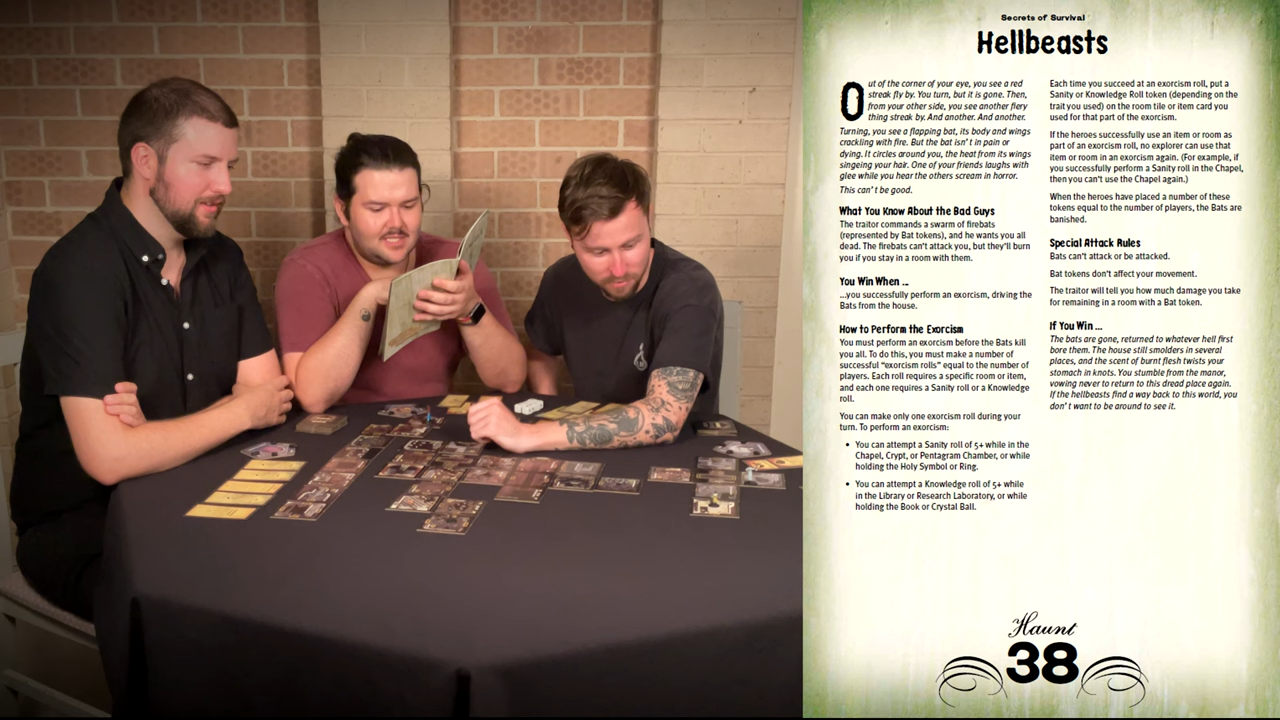 Secrets of Survival
Hellbeasts
Out of the corner of your eye, you see a red
streak fly by. You turn, but it is gone. Then,
from your other side, you see another fiery
thing streak by. And another. And another.
Turning, you see a flapping bat, its body and wings
crackling with fire. But the bat isn't in pain or
dying. It circles around you, the heat from its wings
singeing your hair. One of your friends laughs with
glee while you hear the others scream in horror.
This can't be good.
What You Know About the Bad Guys
The traitor commands a swarm of firebats
(represented by Bat tokens), and he wants you all
dead. The firebats can't attack you, but they'll burn
you if you stay in a room with them.
You Win When ...
...you successfully perform an exorcism, driving the
Bats from the house.
How to Perform the Exorcism
You must perform an exorcism before the Bats kill
you all. To do this, you must make a number of
successful "exorcism rolls" equal to the number of
players. Each roll requires a specific room or item,
and each one requires a Sanity roll or a Knowledge
roll.
You can make only one exorcism roll during your
turn. To perform an exorcism:
• You can attempt a Sanity roll of 5+ while in the
Chapel, Crypt, or Pentagram Chamber, or while
holding the Holy Symbol or Ring.
• You can attempt a Knowledge roll of 5+ while
in the Library or Research Laboratory, or while
holding the Book or Crystal Ball.
Each time you succeed at an exorcism roll, put a
Sanity or Knowledge Roll token (depending on the
trait you used) on the room tile or item card you
used for that part of the exorcism.
If the heroes successfully use an item or room as
part of an exorcism roll, no explorer can use that
item or room in an exorcism again. (For example, if
you successfully perform a Sanity roll in the Chapel,
then you can't use the Chapel again.)
When the heroes have placed a number of these
tokens equal to the number of players, the Bats are
banished.
Special Attack Rules
Bats can't attack or be attacked.
Bat tokens don't affect your movement.
The traitor will tell you how much damage you take
for remaining in a room with a Bat token.
If You Win ...
The bats are gone, returned to whatever hell first
bore them. The house still smolders in several
places, and the scent of burnt flesh twists your
stomach in knots. You stumble from the manor,
vowing never to return to this dread place again.
If the hellbeasts find a way back to this world, you
don't want to be around to see it.
Haunt
38